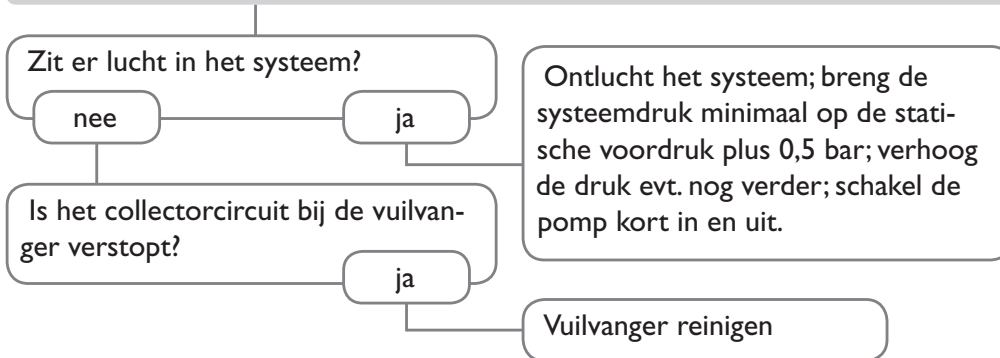 Zit er lucht in het systeem?
nee
ja
Ontlucht het systeem; breng de
systeemdruk minimaal op de stati-
sche voordruk plus 0,5 bar; verhoog
de druk evt. nog verder; schakel de
pomp kort in en uit.
Is het collectorcircuit bij de vuilvan-
ger verstopt?
ja
Vuilvanger reinigen